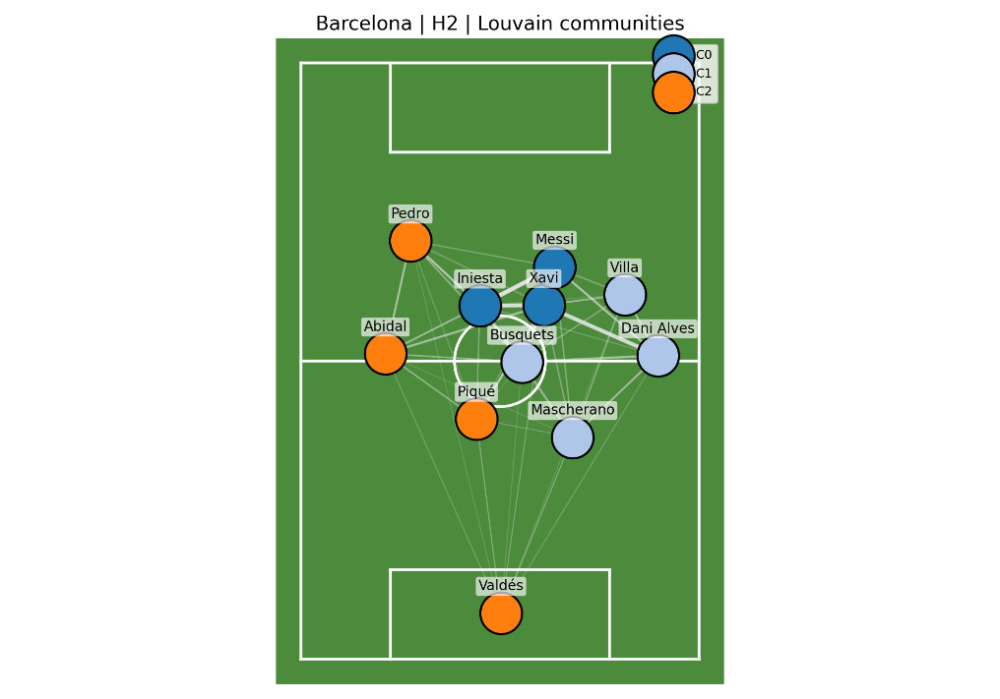 Barcelona | H2 | Louvain communities
C0
C1
C2
Pedro
Messi
Villa
Iniesta
Xavi
Abidal
Busquets
Dani Alves
Piqué
Mascherano
Valdés